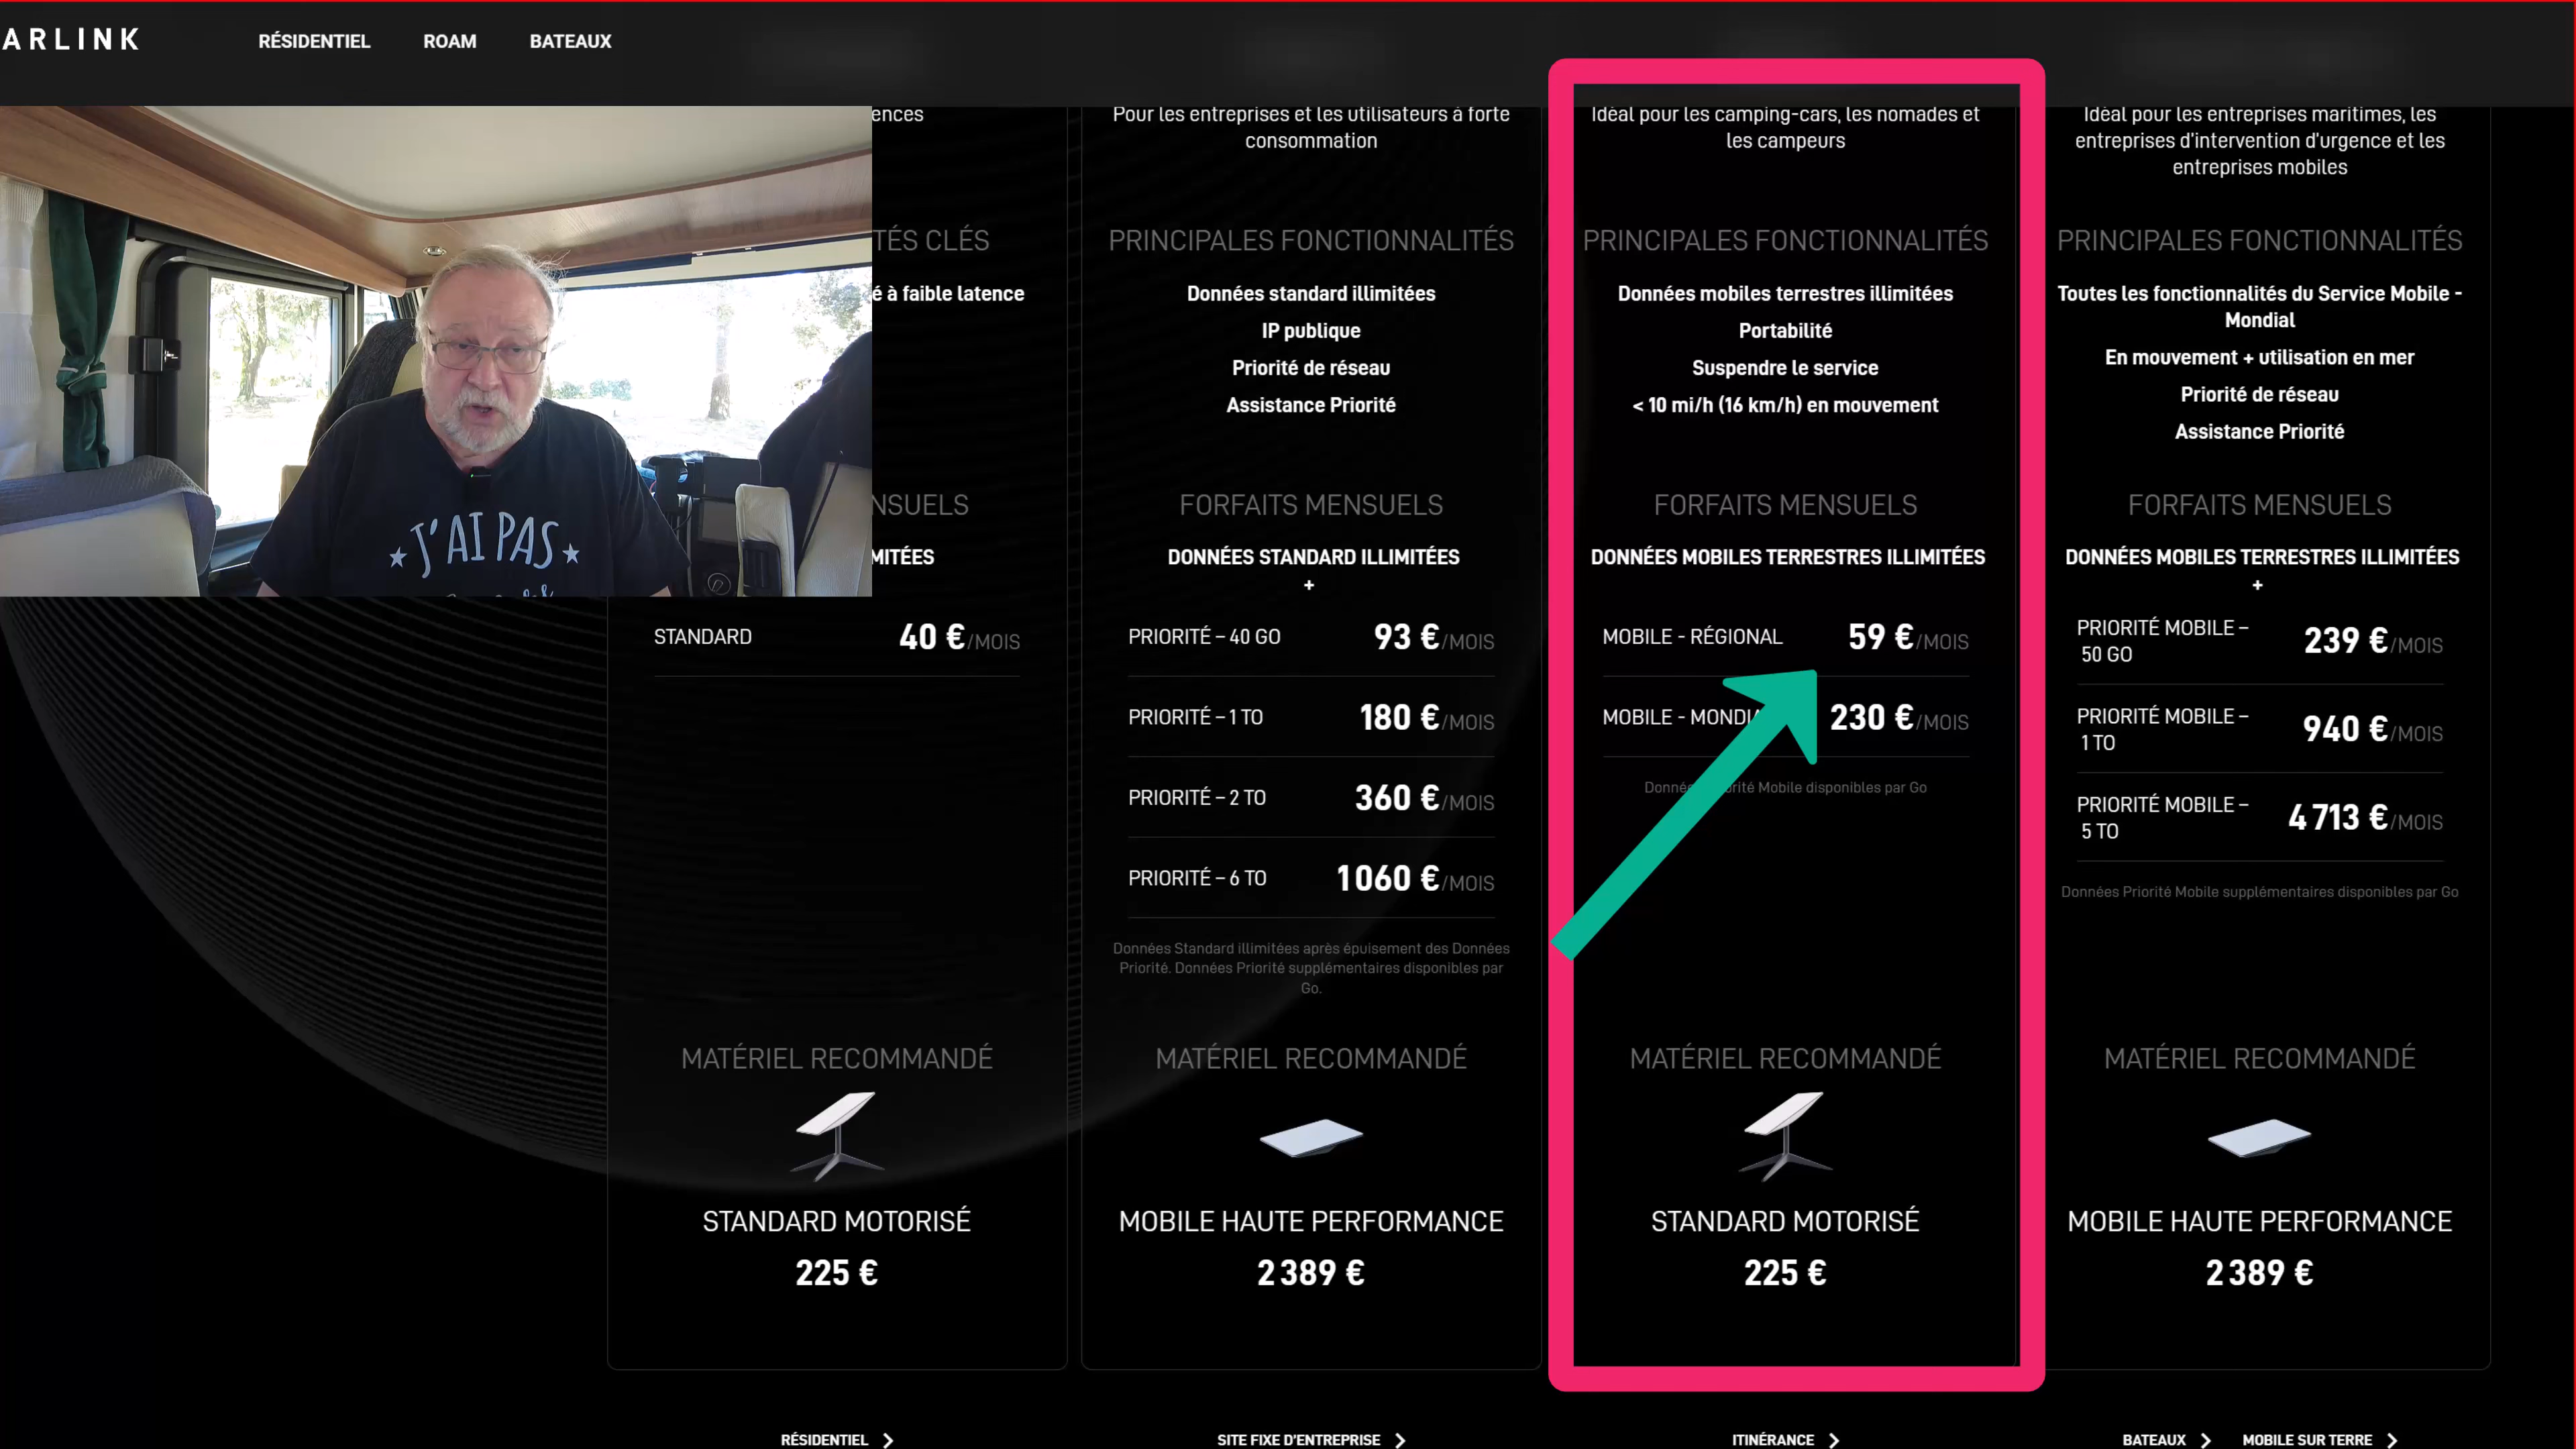 ARLINK
RÉSIDENTIEL ROAM BATEAUX
ences
TÉS CLÉS
é à faible latence
NSUELS
MITÉES
STANDARD 40 €/MOIS
MATÉRIEL RECOMMANDÉ
STANDARD MOTORISÉ
225 €
RÉSIDENTIEL
Pour les entreprises et les utilisateurs à forte
consommation
PRINCIPALES FONCTIONNALITÉS
Données standard illimitées
IP publique
Priorité de réseau
Assistance Priorité
FORFAITS MENSUELS
DONNÉES STANDARD ILLIMITÉES
+
PRIORITÉ – 40 GO 93 €/MOIS
PRIORITÉ – 1 TO 180 €/MOIS
PRIORITÉ – 2 TO 360 €/MOIS
PRIORITÉ – 6 TO 1 060 €/MOIS
Données Standard illimitées après épuisement des Données
Priorité. Données Priorité supplémentaires disponibles par
Go.
MATÉRIEL RECOMMANDÉ
MOBILE HAUTE PERFORMANCE
2 389 €
SITE FIXE D'ENTREPRISE
Idéal pour les camping-cars, les nomades et
les campeurs
PRINCIPALES FONCTIONNALITÉS
Données mobiles terrestres illimitées
Portabilité
Suspendre le service
< 10 mi/h (16 km/h) en mouvement
FORFAITS MENSUELS
DONNÉES MOBILES TERRESTRES ILLIMITÉES
MOBILE - RÉGIONAL 59 €/MOIS
MOBILE - MONDIA 230 €/MOIS
Donné orité Mobile disponibles par Go
MATÉRIEL RECOMMANDÉ
STANDARD MOTORISÉ
225 €
ITINÉRANCE
Idéal pour les entreprises maritimes, les
entreprises d'intervention d'urgence et les
entreprises mobiles
PRINCIPALES FONCTIONNALITÉS
Toutes les fonctionnalités du Service Mobile -
Mondial
En mouvement + utilisation en mer
Priorité de réseau
Assistance Priorité
FORFAITS MENSUELS
DONNÉES MOBILES TERRESTRES ILLIMITÉES
+
PRIORITÉ MOBILE – 239 €/MOIS
50 GO
PRIORITÉ MOBILE – 940 €/MOIS
1 TO
PRIORITÉ MOBILE – 4 713 €/MOIS
5 TO
Données Priorité Mobile supplémentaires disponibles par Go
MATÉRIEL RECOMMANDÉ
MOBILE HAUTE PERFORMANCE
2 389 €
BATEAUX MOBILE SUR TERRE
J'AI PAS